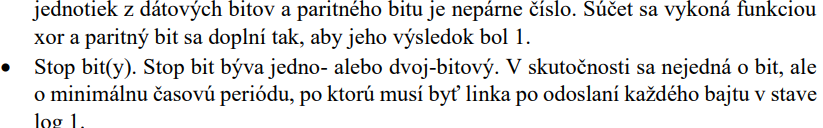 jednotiek z dátových bitov a paritného bitu je nepárne číslo. Súčet sa vykoná funkciou
xor a paritný bit sa doplní tak, aby jeho výsledok bol 1.
• Stop bit(y). Stop bit býva jedno- alebo dvoj-bitový. V skutočnosti sa nejedná o bit, ale
o minimálnu časovú periódu, po ktorú musí byť linka po odoslaní každého bajtu v stave
log 1.